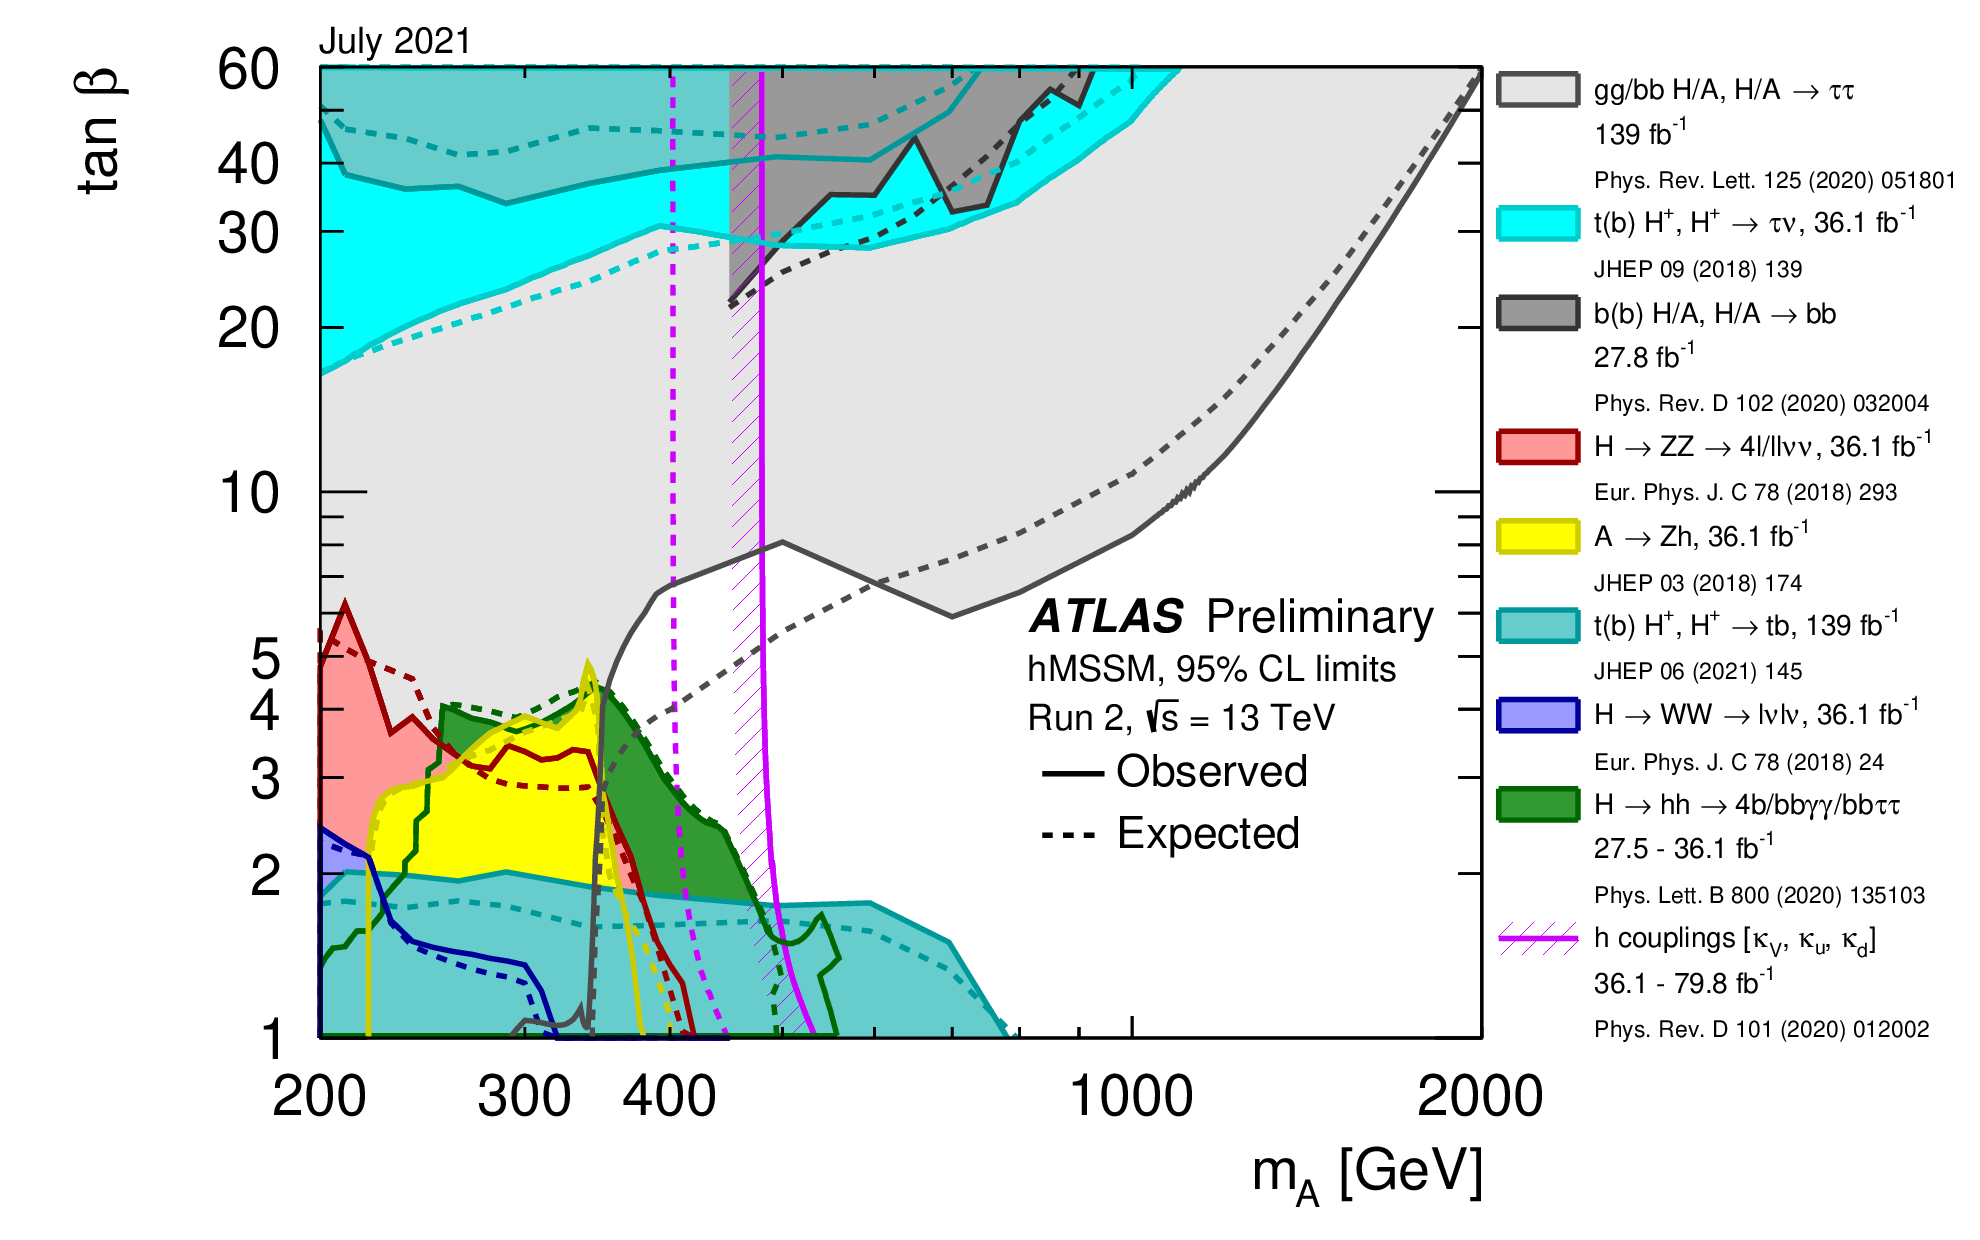 July 2021
tan β
60
40
30
20
10
5
4
3
2
1
200
300
400
1000
2000
m_A [GeV]
ATLAS Preliminary
hMSSM, 95% CL limits
Run 2, √s = 13 TeV
Observed
Expected
gg/bb H/A, H/A → ττ
139 fb⁻¹
Phys. Rev. Lett. 125 (2020) 051801
t(b) H⁺, H⁺ → τν, 36.1 fb⁻¹
JHEP 09 (2018) 139
b(b) H/A, H/A → bb
27.8 fb⁻¹
Phys. Rev. D 102 (2020) 032004
H → ZZ → 4l/llνν, 36.1 fb⁻¹
Eur. Phys. J. C 78 (2018) 293
A → Zh, 36.1 fb⁻¹
JHEP 03 (2018) 174
t(b) H⁺, H⁺ → tb, 139 fb⁻¹
JHEP 06 (2021) 145
H → WW → lνlν, 36.1 fb⁻¹
Eur. Phys. J. C 78 (2018) 24
H → hh → 4b/bbγγ/bbττ
27.5 - 36.1 fb⁻¹
Phys. Lett. B 800 (2020) 135103
h couplings [κ_V, κ_u, κ_d]
36.1 - 79.8 fb⁻¹
Phys. Rev. D 101 (2020) 012002